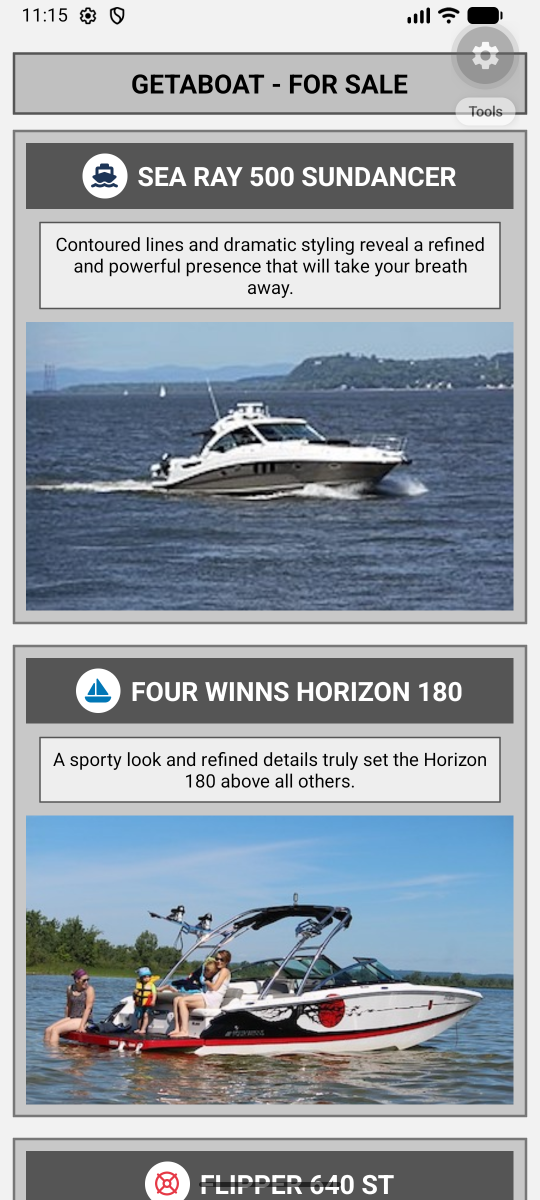 11:15
Tools
GETABOAT - FOR SALE
SEA RAY 500 SUNDANCER
Contoured lines and dramatic styling reveal a refined
and powerful presence that will take your breath
away.
FOUR WINNS HORIZON 180
A sporty look and refined details truly set the Horizon
180 above all others.
FLIPPER 640 ST